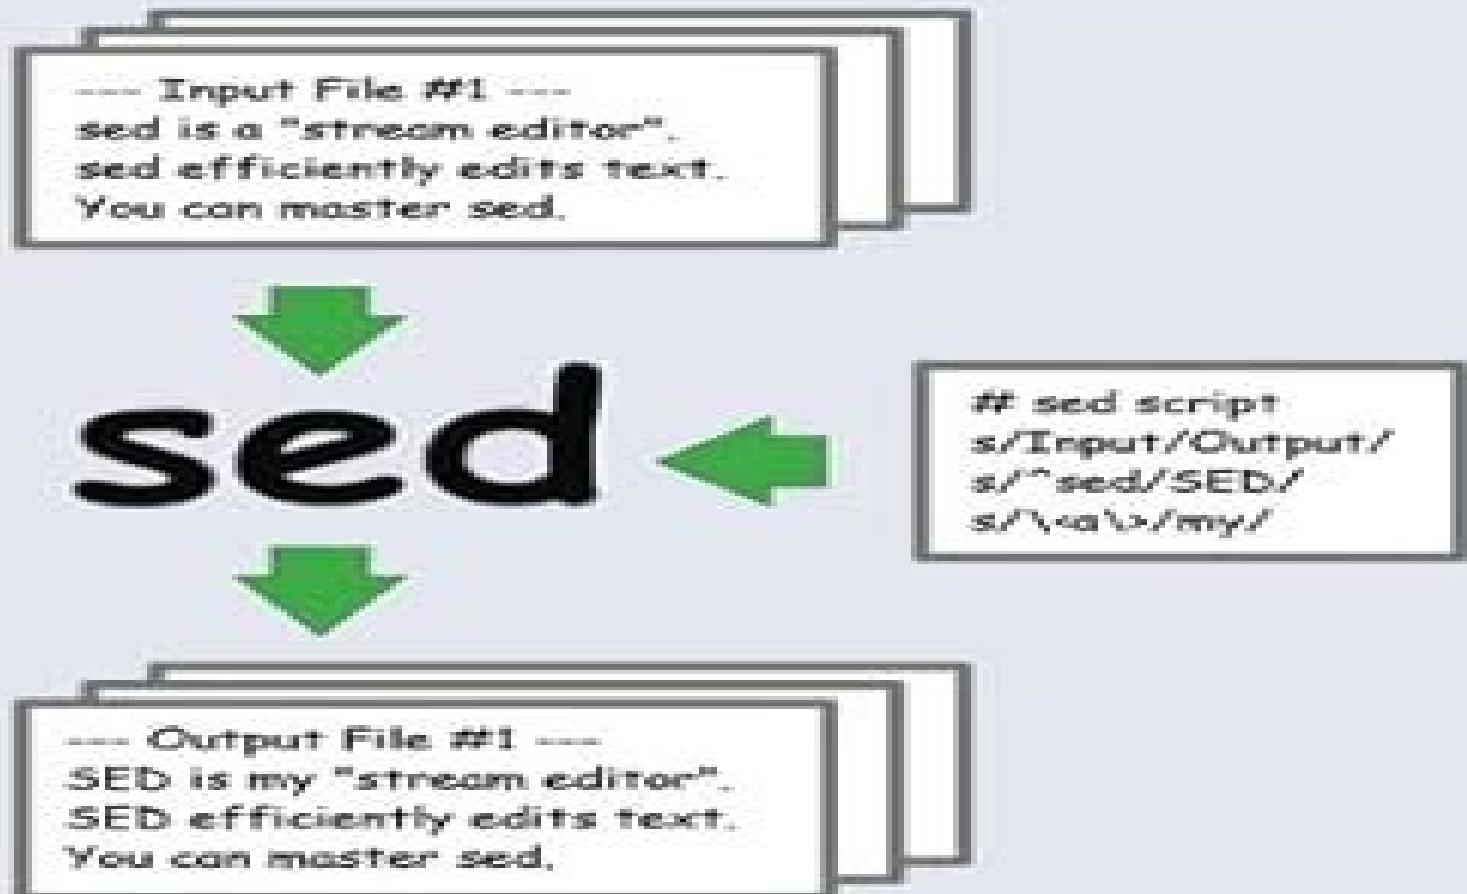 --- Input File #1 ---
sed is a "stream editor".
sed efficiently edits text.
You can master sed.
sed
# sed script
s/Input/Output/
s/^sed/SED/
s/\<a\>/my/
--- Output File #1 ---
SED is my "stream editor".
SED efficiently edits text.
You can master sed.